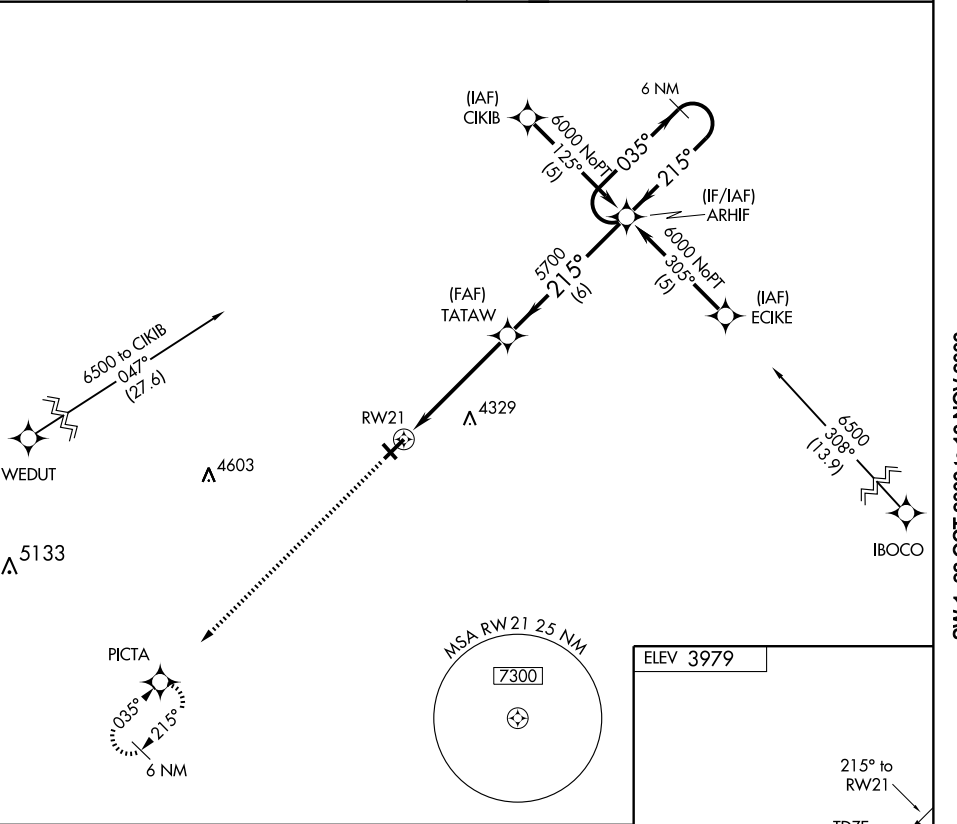 (IAF)
CIKIB
6 NM
6000 NoPT
125°
(5)
035°
215°
(IF/IAF)
ARHIF
6000 NoPT
305°
(5)
(IAF)
ECIKE
5700
215°
(6)
(FAF)
TATAW
6500 to CIKIB
047°
(27.6)
WEDUT
RW21
4329
4603
5133
6500
308°
(13.9)
IBOCO
PICTA
035°
215°
6 NM
MSA RW 21 25 NM
7300
ELEV 3979
215° to
RW21